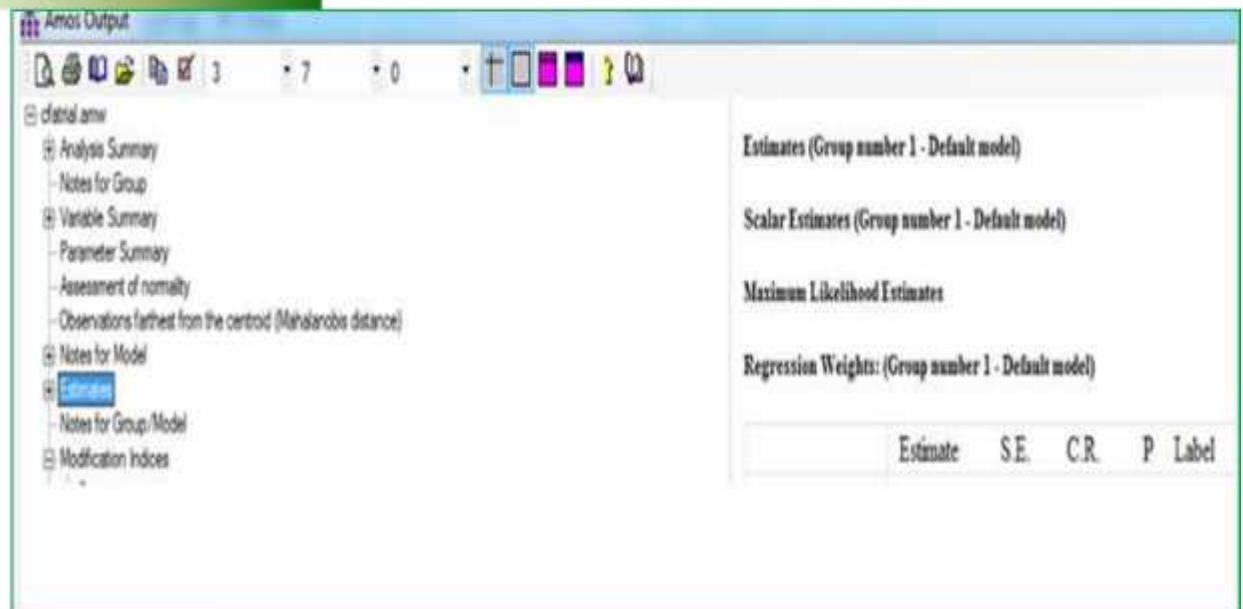 Amos Output
3 7 0
cfatrial.amw
Analysis Summary
Notes for Group
Variable Summary
Parameter Summary
Assessment of normality
Observations farthest from the centroid (Mahalanobis distance)
Notes for Model
Estimates
Notes for Group/Model
Modification Indices
Estimates (Group number 1 - Default model)
Scalar Estimates (Group number 1 - Default model)
Maximum Likelihood Estimates
Regression Weights: (Group number 1 - Default model)
Estimate S.E. C.R. P Label